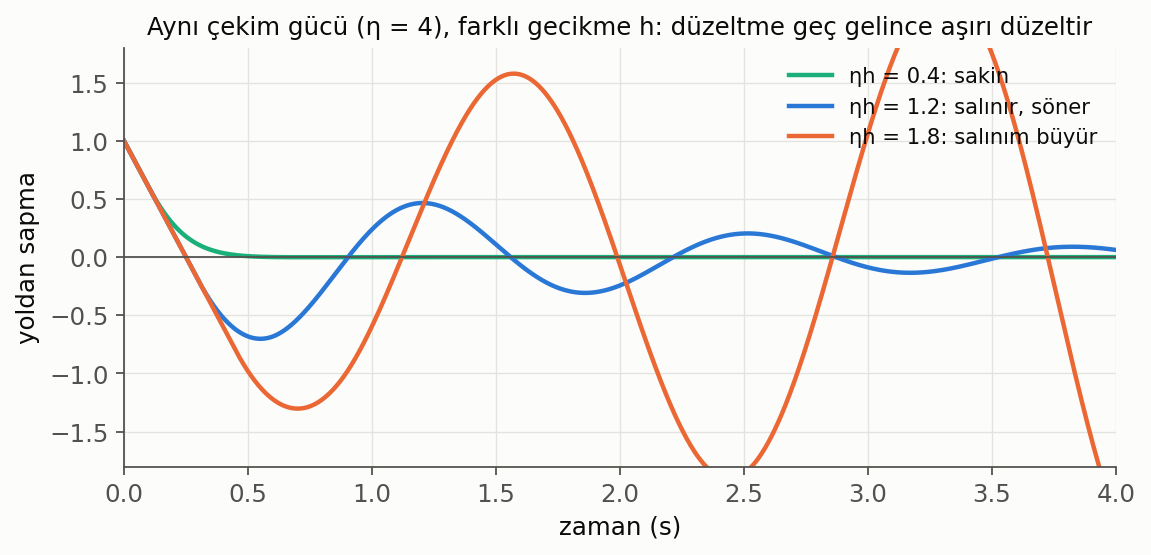 Aynı çekim gücü (η = 4), farklı gecikme h: düzeltme geç gelince aşırı düzeltir
ηh = 0.4: sakin
ηh = 1.2: salınır, söner
ηh = 1.8: salınım büyür
yoldan sapma
1.5
1.0
0.5
0.0
−0.5
−1.0
−1.5
0.0 0.5 1.0 1.5 2.0 2.5 3.0 3.5 4.0
zaman (s)